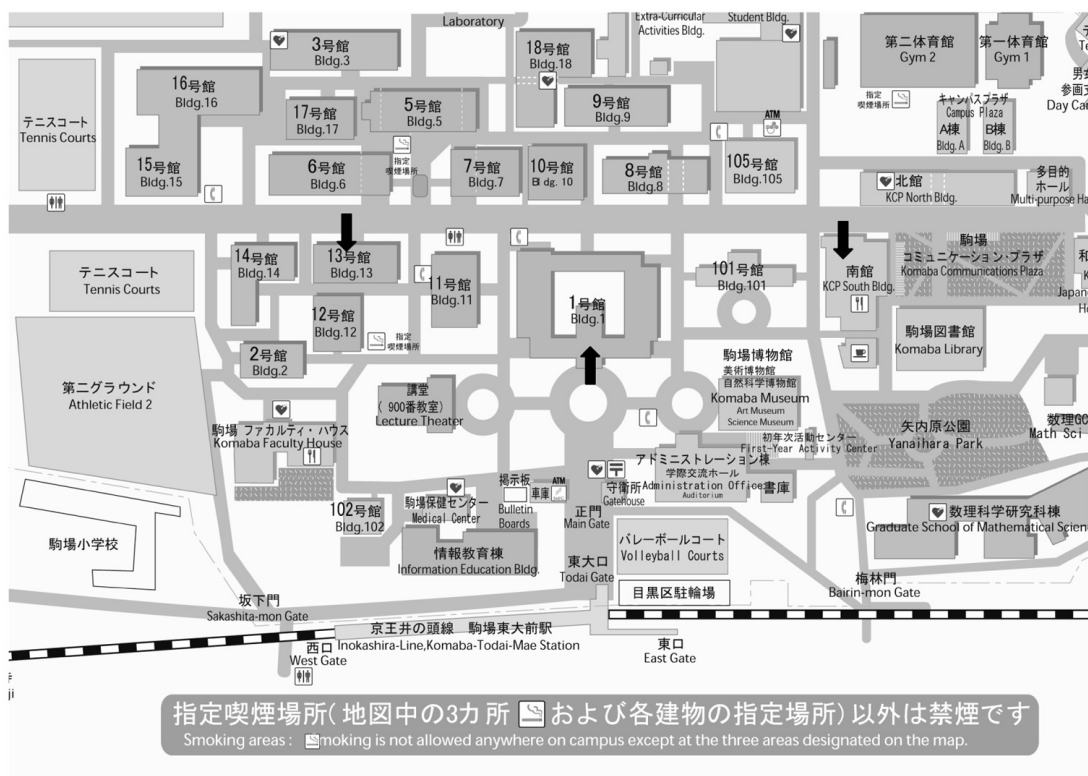 Laboratory
Extra-Curricular
Activities Bldg.
Student Bldg.
3号館
Bldg.3
18号館
Bldg.18
第二体育館
Gym 2
第一体育館
Gym 1
16号館
Bldg.16
17号館
Bldg.17
5号館
Bldg.5
9号館
Bldg.9
指定
喫煙場所
キャンパスプラザ
Campus Plaza
A棟
Bldg. A
B棟
Bldg. B
男女
参画支
Day Car
テニスコート
Tennis Courts
ATM
15号館
Bldg.15
6号館
Bldg.6
指定
喫煙場所
7号館
Bldg.7
10号館
Bldg. 10
8号館
Bldg.8
105号館
Bldg.105
北館
KCP North Bldg.
多目的
ホール
Multi-purpose Ha
テニスコート
Tennis Courts
14号館
Bldg.14
13号館
Bldg.13
11号館
Bldg.11
1号館
Bldg.1
101号館
Bldg.101
南館
KCP South Bldg.
駒場
コミュニケーション・プラザ
Komaba Communications Plaza
和
K
Japan
Ho
12号館
Bldg.12
指定
喫煙場所
2号館
Bldg.2
駒場図書館
Komaba Library
第二グラウンド
Athletic Field 2
講堂
( 900番教室)
Lecture Theater
駒場博物館
美術博物館
自然科学博物館
Komaba Museum
Art Museum
Science Museum
駒場 ファカルティ・ハウス
Komaba Faculty House
初年次活動センター
First-Year Activity Center
矢内原公園
Yanaihara Park
数理GC
Math Sci
アドミニストレーション棟
学際交流ホール
Administration Office
Auditorium
書庫
102号館
Bldg.102
駒場保健センター
Medical Center
掲示板
Bulletin
Boards
車庫
ATM
守衛所
Gatehouse
正門
Main Gate
数理科学研究科棟
Graduate School of Mathematical Scien
駒場小学校
情報教育棟
Information Education Bldg.
東大口
Todai Gate
バレーボールコート
Volleyball Courts
目黒区駐輪場
梅林門
Bairin-mon Gate
坂下門
Sakashita-mon Gate
京王井の頭線 駒場東大前駅
Inokashira-Line,Komaba-Todai-Mae Station
西口
West Gate
東口
East Gate
ji
指定喫煙場所(地図中の3カ所 および各建物の指定場所)以外は禁煙です
Smoking areas : moking is not allowed anywhere on campus except at the three areas designated on the map.